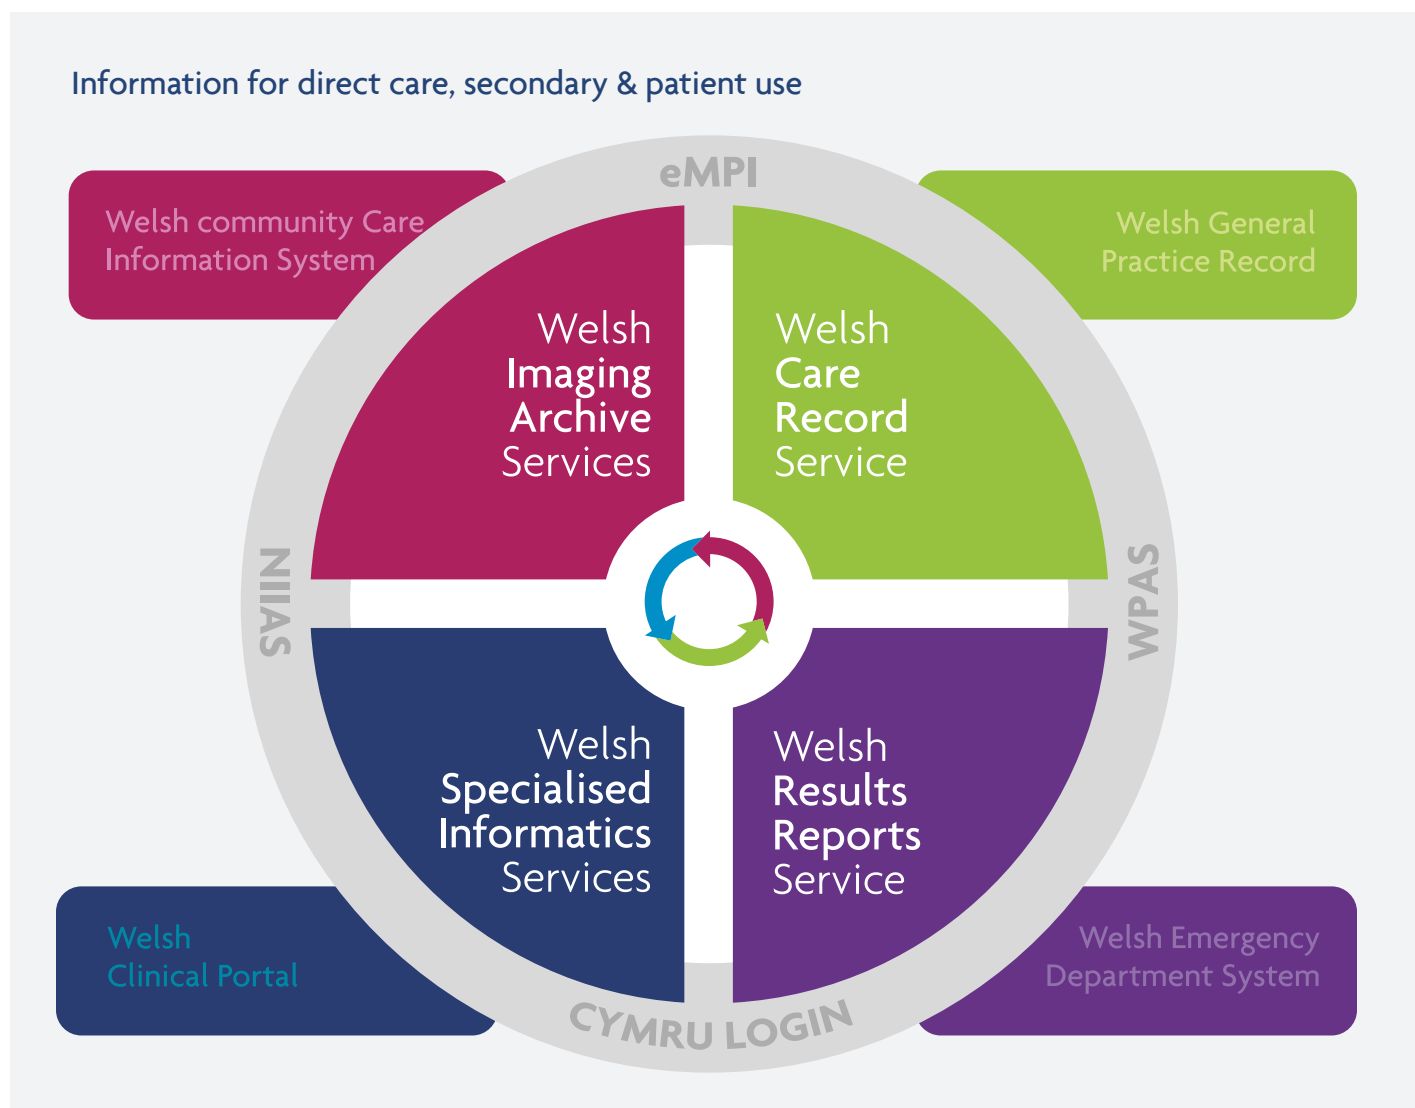 Information for direct care, secondary & patient use
eMPI
Welsh community Care
Information System
Welsh General
Practice Record
Welsh
Imaging
Archive
Services
Welsh
Care
Record
Service
NIIAS
WPAS
Welsh
Specialised
Informatics
Services
Welsh
Results
Reports
Service
Welsh
Clinical Portal
Welsh Emergency
Department System
CYMRU LOGIN